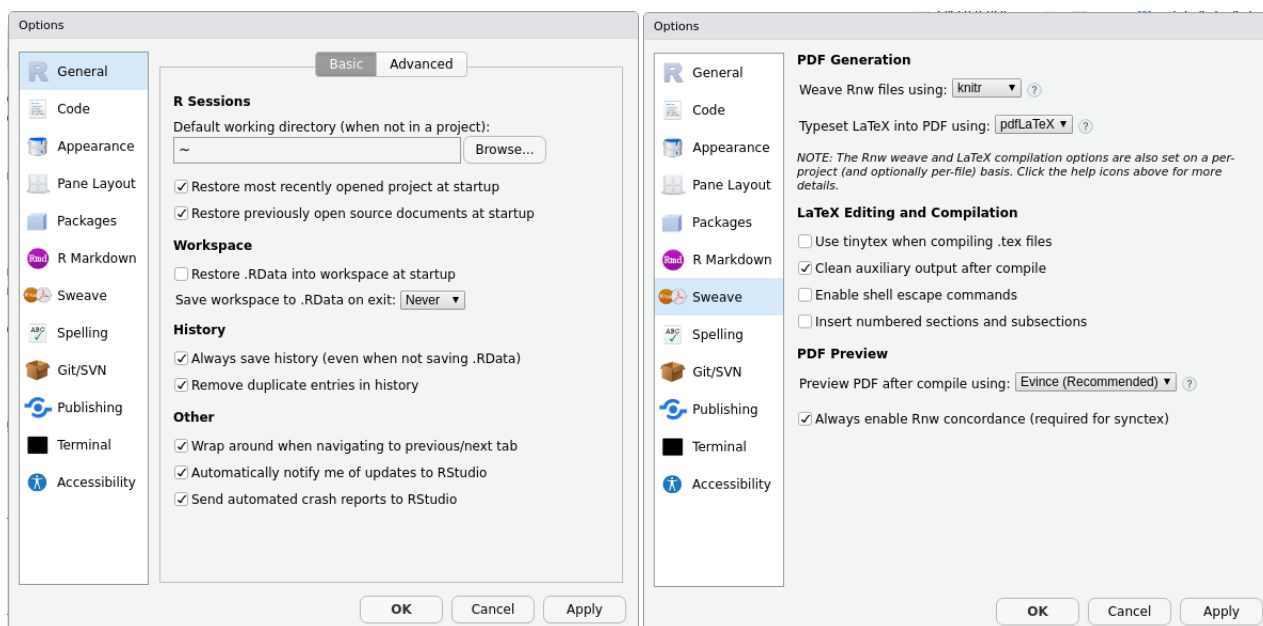 Options
General
Code
Appearance
Pane Layout
Packages
Rmd R Markdown
Sweave
ABC Spelling
Git/SVN
Publishing
Terminal
Accessibility
Basic Advanced
R Sessions
Default working directory (when not in a project):
~ Browse...
Restore most recently opened project at startup
Restore previously open source documents at startup
Workspace
Restore .RData into workspace at startup
Save workspace to .RData on exit: Never
History
Always save history (even when not saving .RData)
Remove duplicate entries in history
Other
Wrap around when navigating to previous/next tab
Automatically notify me of updates to RStudio
Send automated crash reports to RStudio
OK Cancel Apply
Options
General
Code
Appearance
Pane Layout
Packages
Rmd R Markdown
Sweave
ABC Spelling
Git/SVN
Publishing
Terminal
Accessibility
PDF Generation
Weave Rnw files using: knitr ?
Typeset LaTeX into PDF using: pdfLaTeX ?
NOTE: The Rnw weave and LaTeX compilation options are also set on a per-
project (and optionally per-file) basis. Click the help icons above for more
details.
LaTeX Editing and Compilation
Use tinytex when compiling .tex files
Clean auxiliary output after compile
Enable shell escape commands
Insert numbered sections and subsections
PDF Preview
Preview PDF after compile using: Evince (Recommended) ?
Always enable Rnw concordance (required for synctex)
OK Cancel Apply